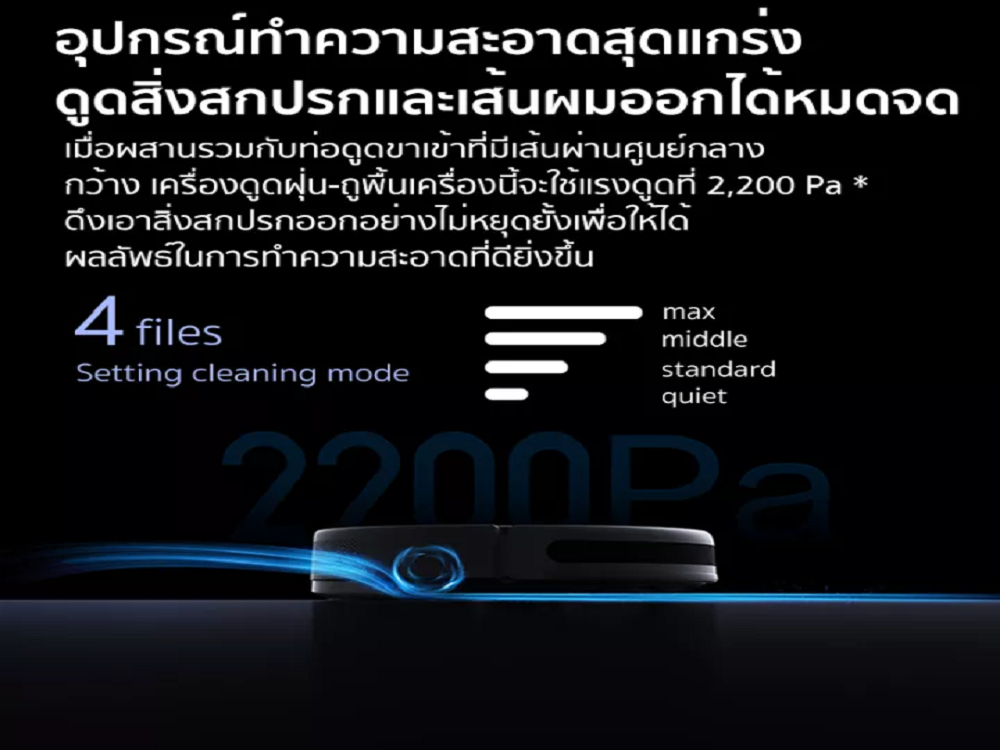 อุปกรณ์ทำความสะอาดสุดแกร่ง
ดูดสิ่งสกปรกและเส้นผมออกได้หมดจด
เมื่อผสานรวมกับท่อดูดขาเข้าที่มีเส้นผ่านศูนย์กลาง
กว้าง เครื่องดูดฝุ่น-ถูพื้นเครื่องนี้จะใช้แรงดูดที่ 2,200 Pa *
ดึงเอาสิ่งสกปรกออกอย่างไม่หยุดยั้งเพื่อให้ได้
ผลลัพธ์ในการทำความสะอาดที่ดียิ่งขึ้น
4 files
Setting cleaning mode
max
middle
standard
quiet
2200Pa